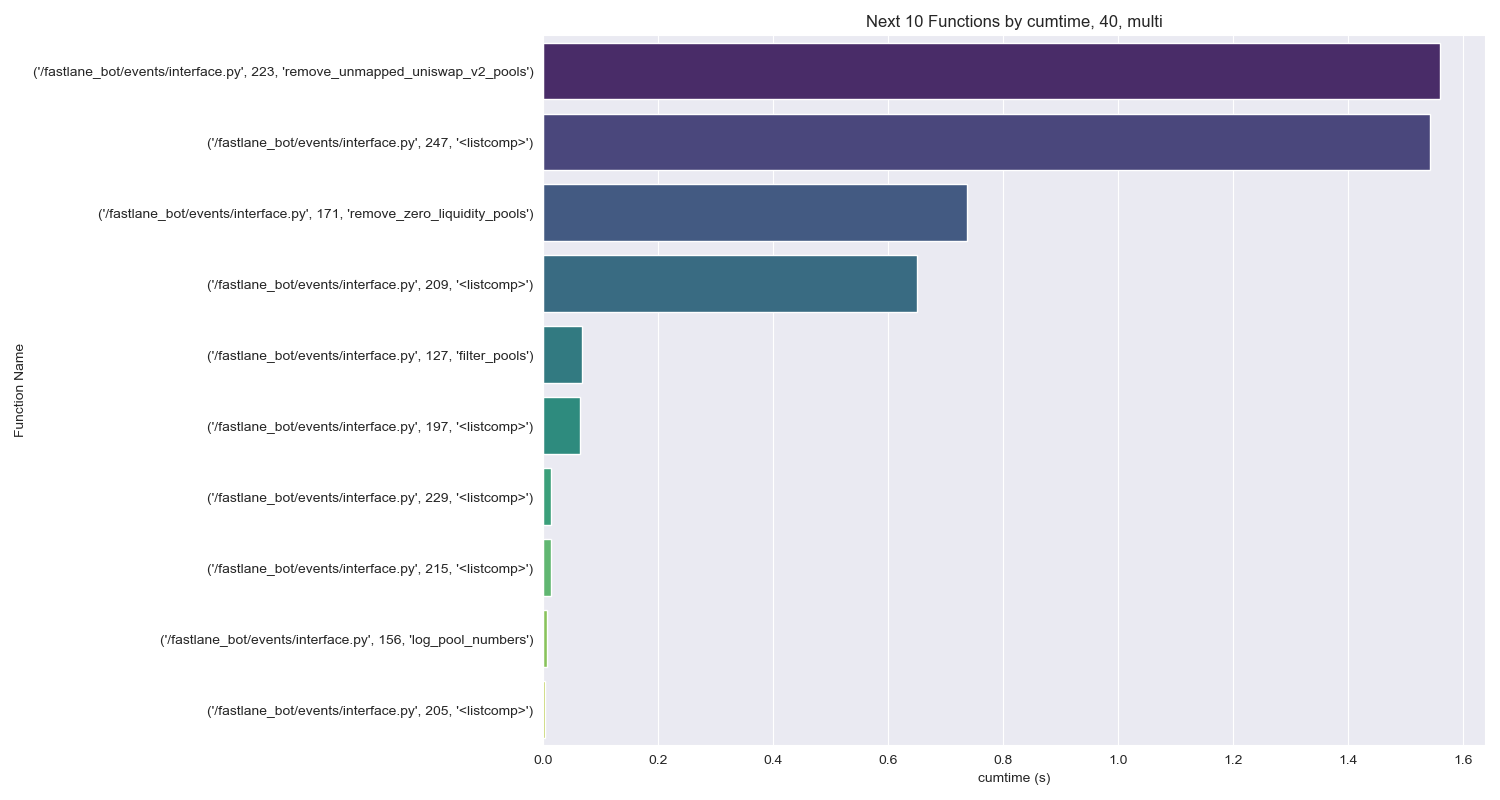 Next 10 Functions by cumtime, 40, multi
('/fastlane_bot/events/interface.py', 223, 'remove_unmapped_uniswap_v2_pools')
('/fastlane_bot/events/interface.py', 247, '<listcomp>')
('/fastlane_bot/events/interface.py', 171, 'remove_zero_liquidity_pools')
('/fastlane_bot/events/interface.py', 209, '<listcomp>')
('/fastlane_bot/events/interface.py', 127, 'filter_pools')
('/fastlane_bot/events/interface.py', 197, '<listcomp>')
('/fastlane_bot/events/interface.py', 229, '<listcomp>')
('/fastlane_bot/events/interface.py', 215, '<listcomp>')
('/fastlane_bot/events/interface.py', 156, 'log_pool_numbers')
('/fastlane_bot/events/interface.py', 205, '<listcomp>')
Function Name
0.0 0.2 0.4 0.6 0.8 1.0 1.2 1.4 1.6
cumtime (s)